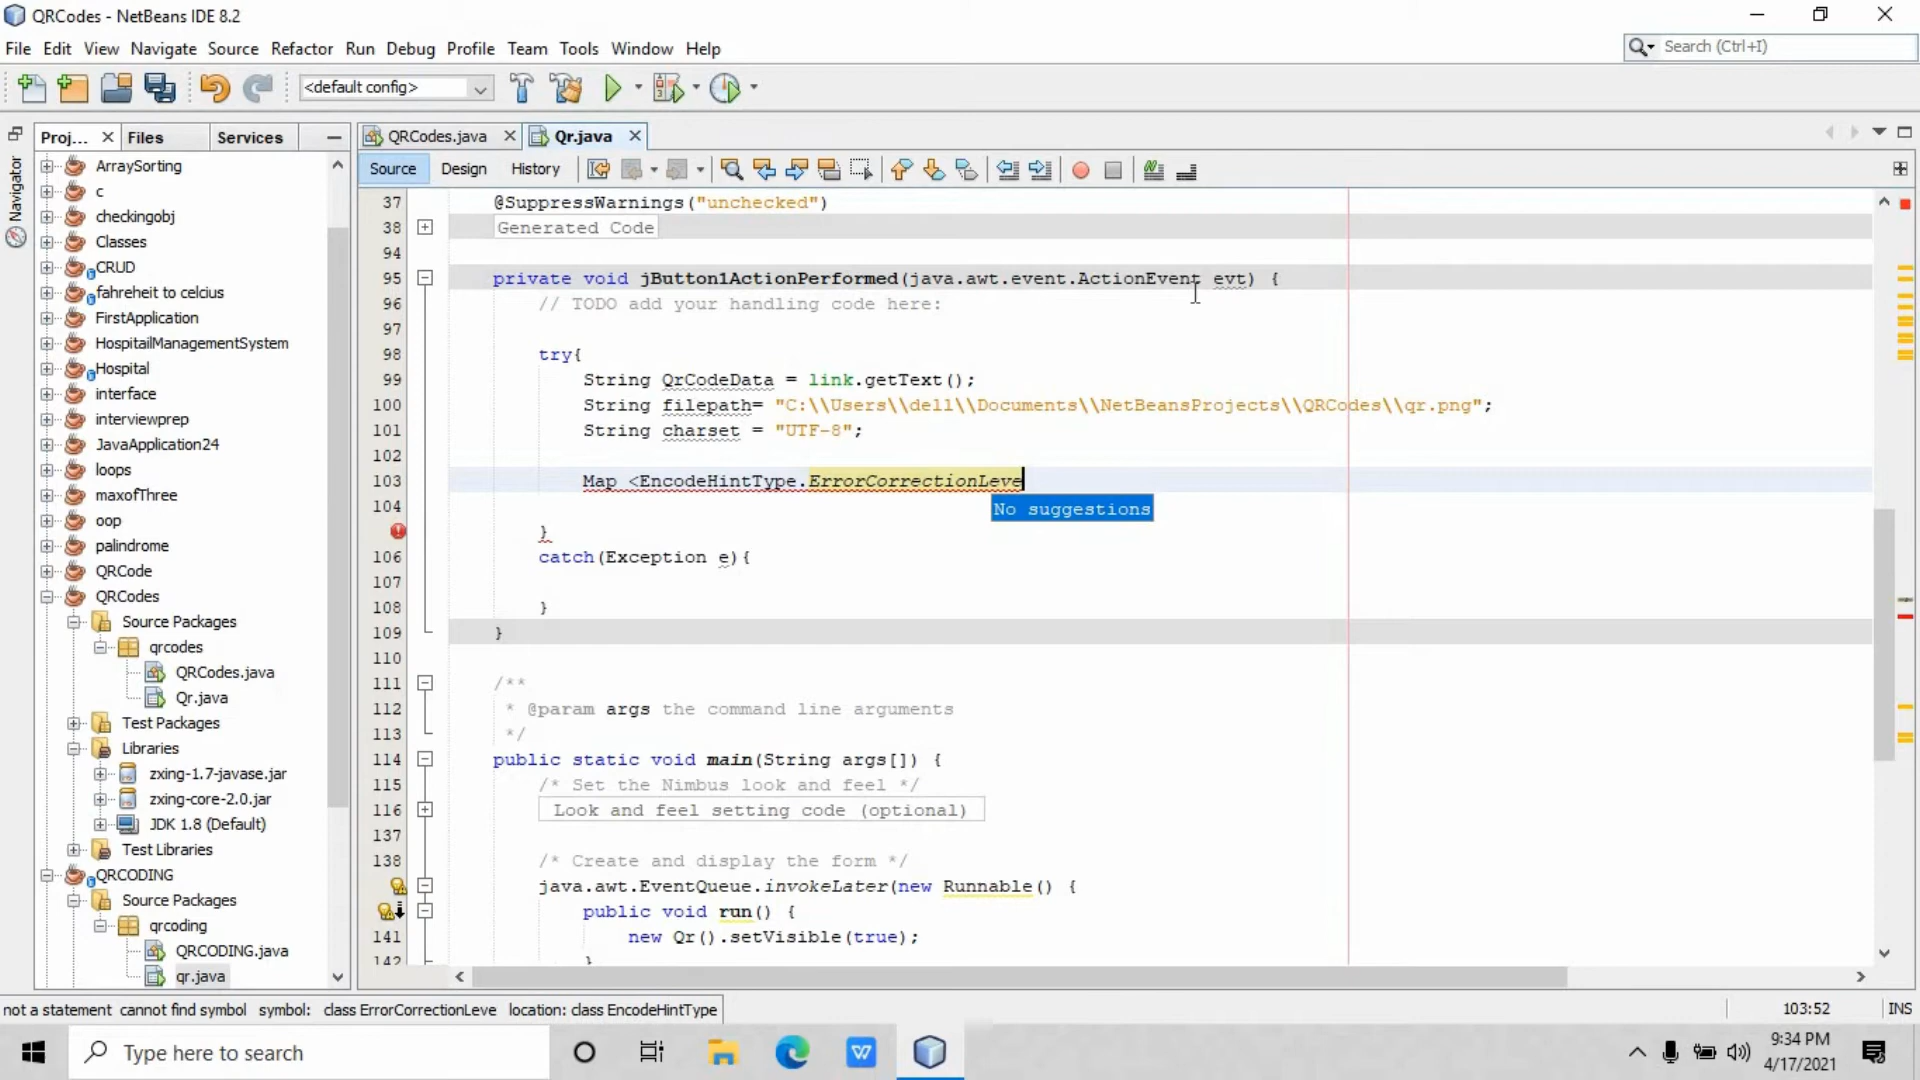 QRCodes - NetBeans IDE 8.2
File Edit View Navigate Source Refactor Run Debug Profile Team Tools Window Help
Search (Ctrl+I)
<default config>
Navigator
Proj... Files Services
ArraySorting
c
checkingobj
Classes
CRUD
fahreheit to celcius
FirstApplication
HospitailManagementSystem
Hospital
interface
interviewprep
JavaApplication24
loops
maxofThree
oop
palindrome
QRCode
QRCodes
Source Packages
qrcodes
QRCodes.java
Qr.java
Test Packages
Libraries
zxing-1.7-javase.jar
zxing-core-2.0.jar
JDK 1.8 (Default)
Test Libraries
QRCODING
Source Packages
qrcoding
QRCODING.java
qr.java
QRCodes.java Qr.java
Source Design History
37 @SuppressWarnings("unchecked")
38 Generated Code
94
95 private void jButton1ActionPerformed(java.awt.event.ActionEvent evt) {
96 // TODO add your handling code here:
97
98 try{
99 String QrCodeData = link.getText();
100 String filepath= "C:\\Users\\dell\\Documents\\NetBeansProjects\\QRCodes\\qr.png";
101 String charset = "UTF-8";
102
103 Map <EncodeHintType.ErrorCorrectionLeve
104 No suggestions
}
106 catch(Exception e){
107
108 }
109 }
110
111 /**
112 * @param args the command line arguments
113 */
114 public static void main(String args[]) {
115 /* Set the Nimbus look and feel */
116 Look and feel setting code (optional)
137
138 /* Create and display the form */
java.awt.EventQueue.invokeLater(new Runnable() {
public void run() {
141 new Qr().setVisible(true);
142 }
not a statement cannot find symbol symbol: class ErrorCorrectionLeve location: class EncodeHintType
103:52 INS
Type here to search
9:34 PM
4/17/2021